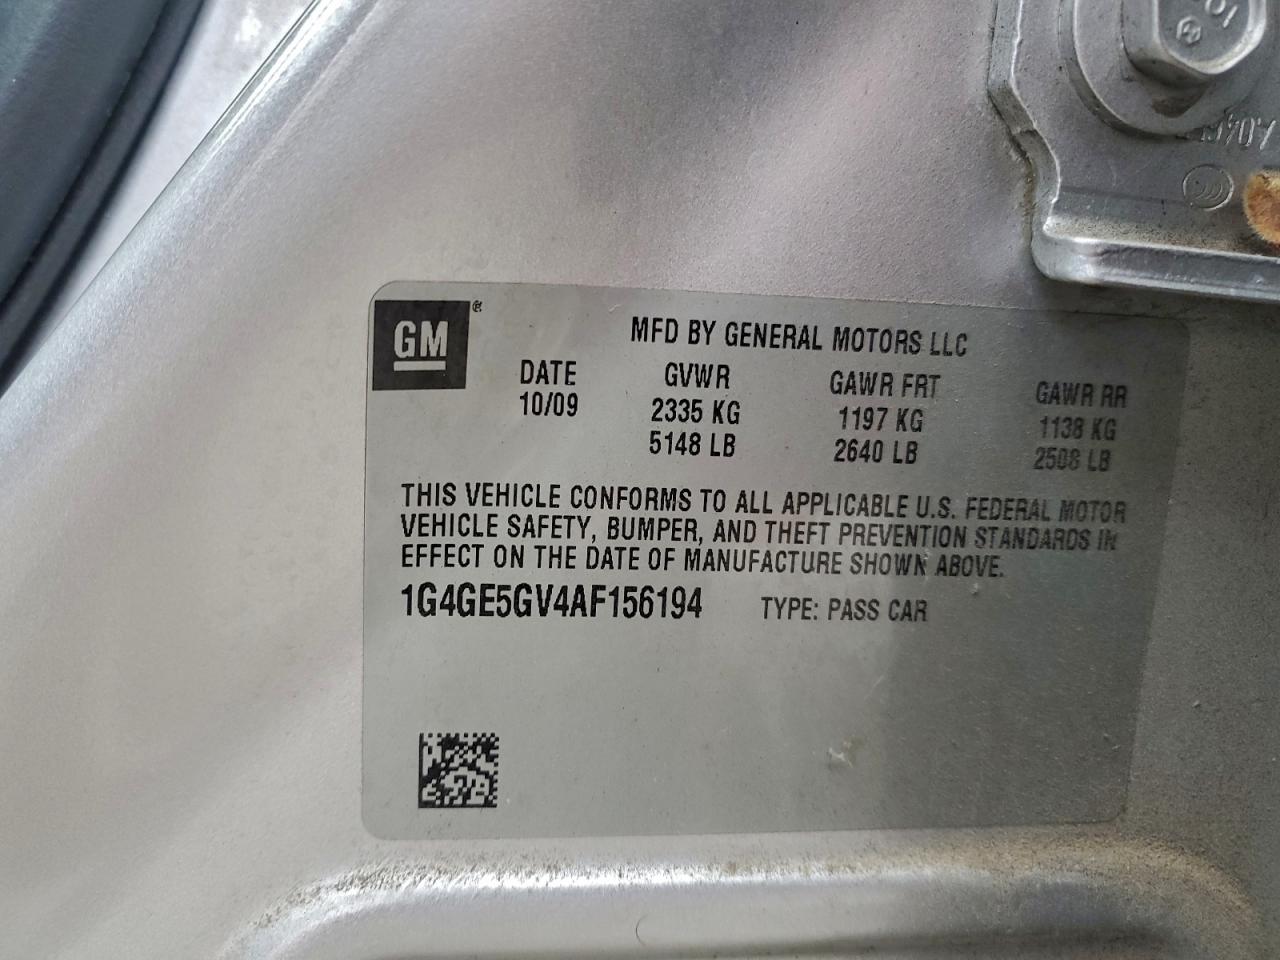 GM ®
MFD BY GENERAL MOTORS LLC
DATE GVWR GAWR FRT GAWR RR
10/09 2335 KG 1197 KG 1138 KG
5148 LB 2640 LB 2508 LB
THIS VEHICLE CONFORMS TO ALL APPLICABLE U.S. FEDERAL MOTOR
VEHICLE SAFETY, BUMPER, AND THEFT PREVENTION STANDARDS IN
EFFECT ON THE DATE OF MANUFACTURE SHOWN ABOVE.
1G4GE5GV4AF156194 TYPE: PASS CAR